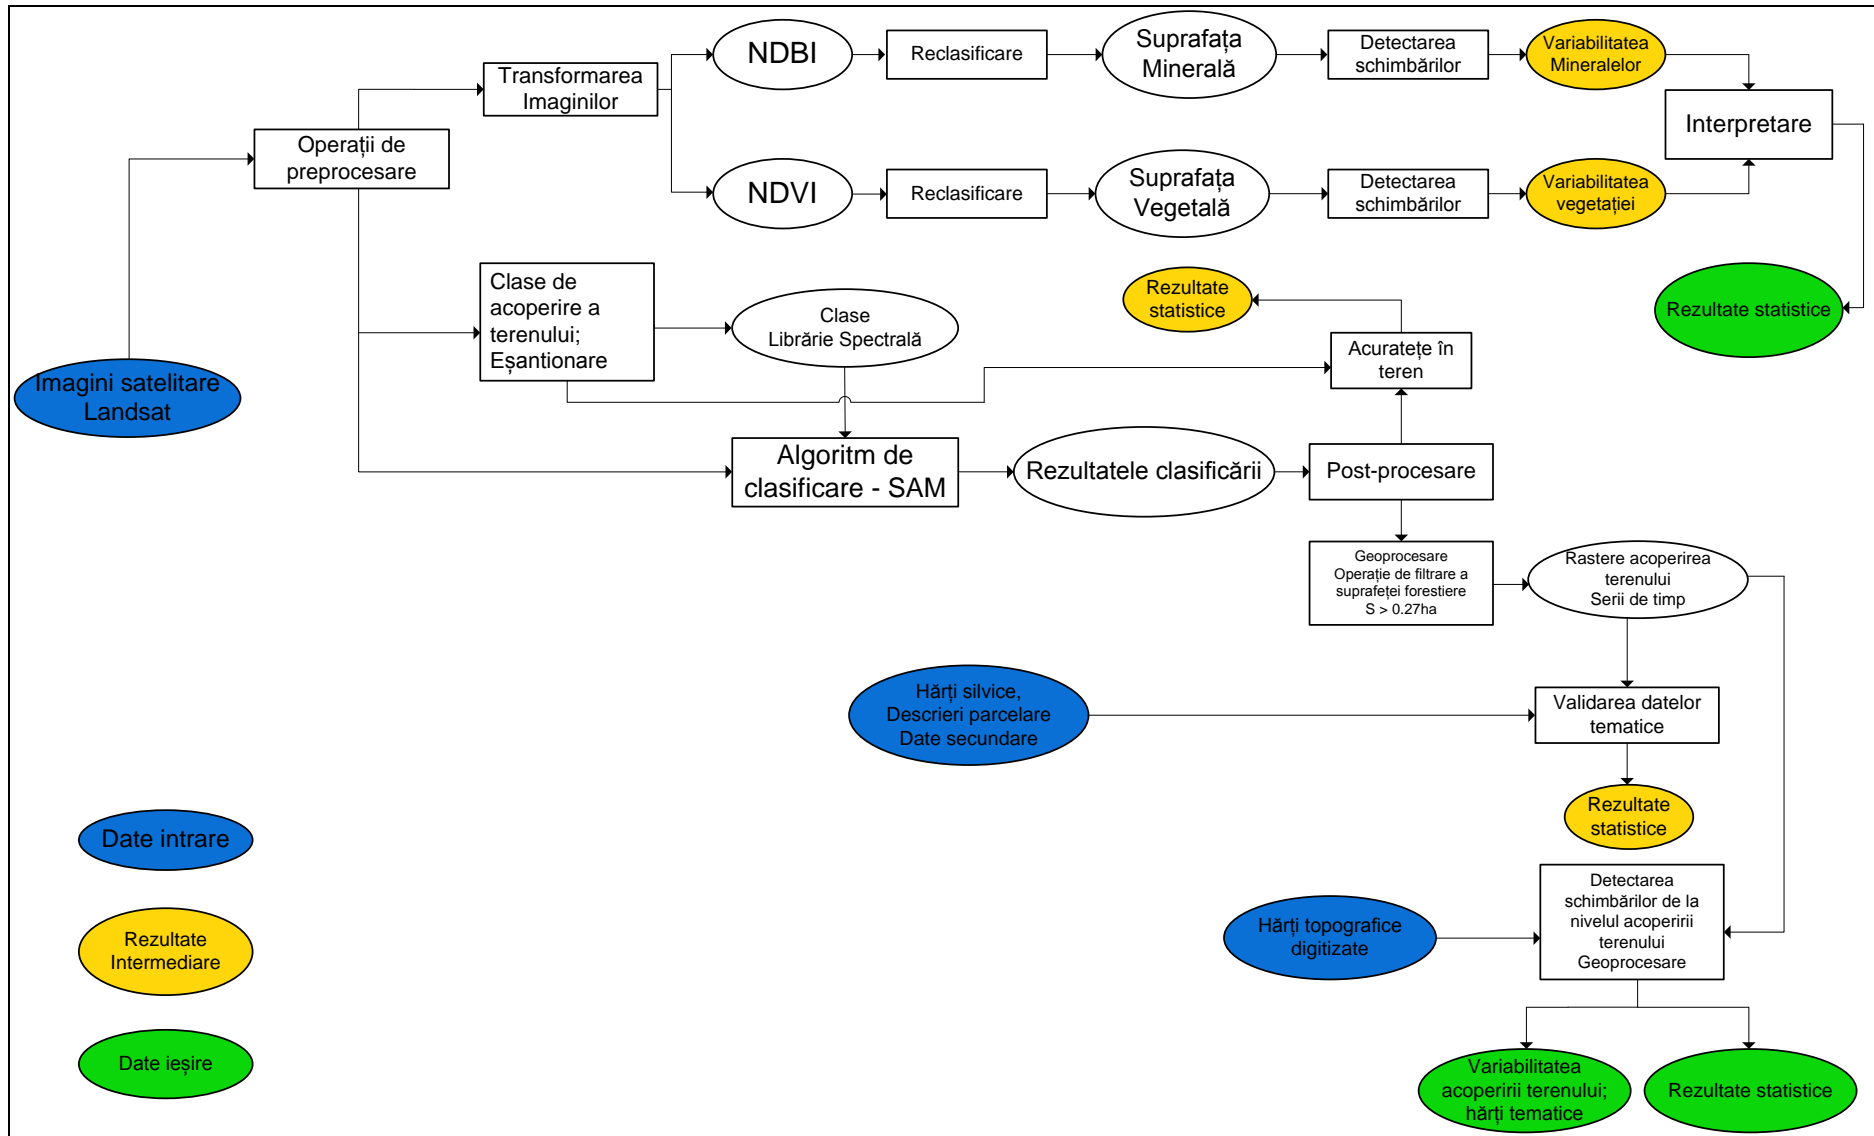 NDBI
Reclasificare
Suprafața
Minerală
Detectarea
schimbărilor
Variabilitatea
Mineralelor
Transformarea
Imaginilor
Interpretare
Operații de
preprocesare
NDVI
Reclasificare
Suprafața
Vegetală
Detectarea
schimbărilor
Variabilitatea
vegetației
Clase de
acoperire a
terenului;
Eșantionare
Clase
Librărie Spectrală
Rezultate
statistice
Rezultate statistice
Acuratețe în
teren
Imagini satelitare
Landsat
Algoritm de
clasificare - SAM
Rezultatele clasificării
Post-procesare
Geoprocesare
Operație de filtrare a
suprafeței forestiere
S > 0.27ha
Rastere acoperirea
terenului
Serii de timp
Hărți silvice,
Descrieri parcelare
Date secundare
Validarea datelor
tematice
Rezultate
statistice
Date intrare
Rezultate
Intermediare
Date ieșire
Hărți topografice
digitizate
Detectarea
schimbărilor de la
nivelul acoperirii
terenului
Geoprocesare
Variabilitatea
acoperirii terenului;
hărți tematice
Rezultate statistice